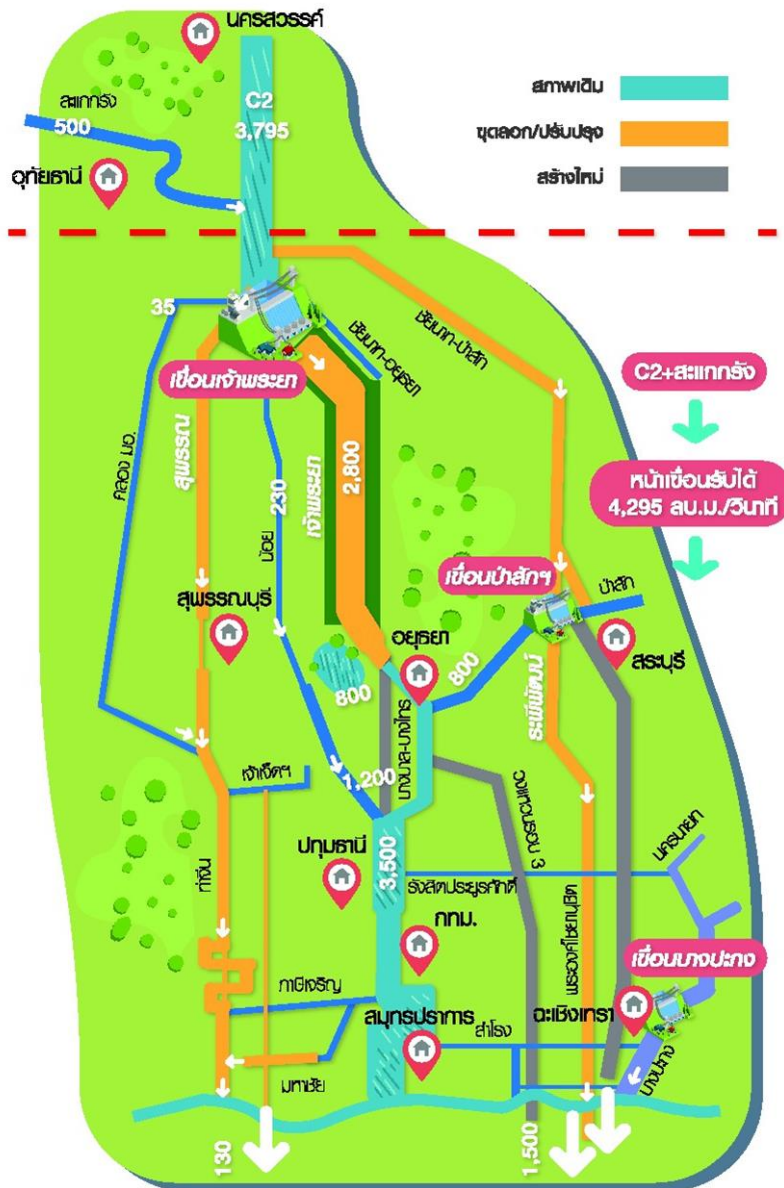 นครสวรรค์
สภาพเดิม
ขุดลอก/ปรับปรุง
สร้างใหม่
สะแกกรัง
500
C2
3,795
อุทัยธานี
35
ชัยนาท-ป่าสัก
ชัยนาท-อยุธยา
เขื่อนเจ้าพระยา
C2+สะแกกรัง
หน้าเขื่อนรับได้
4,295 ลบ.ม./วินาที
คลอง มอ.
สุพรรณ
230
น้อย
เจ้าพระยา
2,800
เขื่อนป่าสักฯ
ป่าสัก
สุพรรณบุรี
อยุธยา
สระบุรี
800
800
ระพีพัฒน์
บางบาล-บางไทร
1,200
เจ้าเจ็ดฯ
วงแหวนรอบ 3
ท่าจีน
ปทุมธานี
3,500
รังสิตประยูรศักดิ์
นครนายก
กทม.
พระองค์ไชยานุชิต
เขื่อนบางปะกง
ภาษีเจริญ
สมุทรปราการ
สำโรง
ฉะเชิงเทรา
บางปะกง
มหาชัย
130
1,500